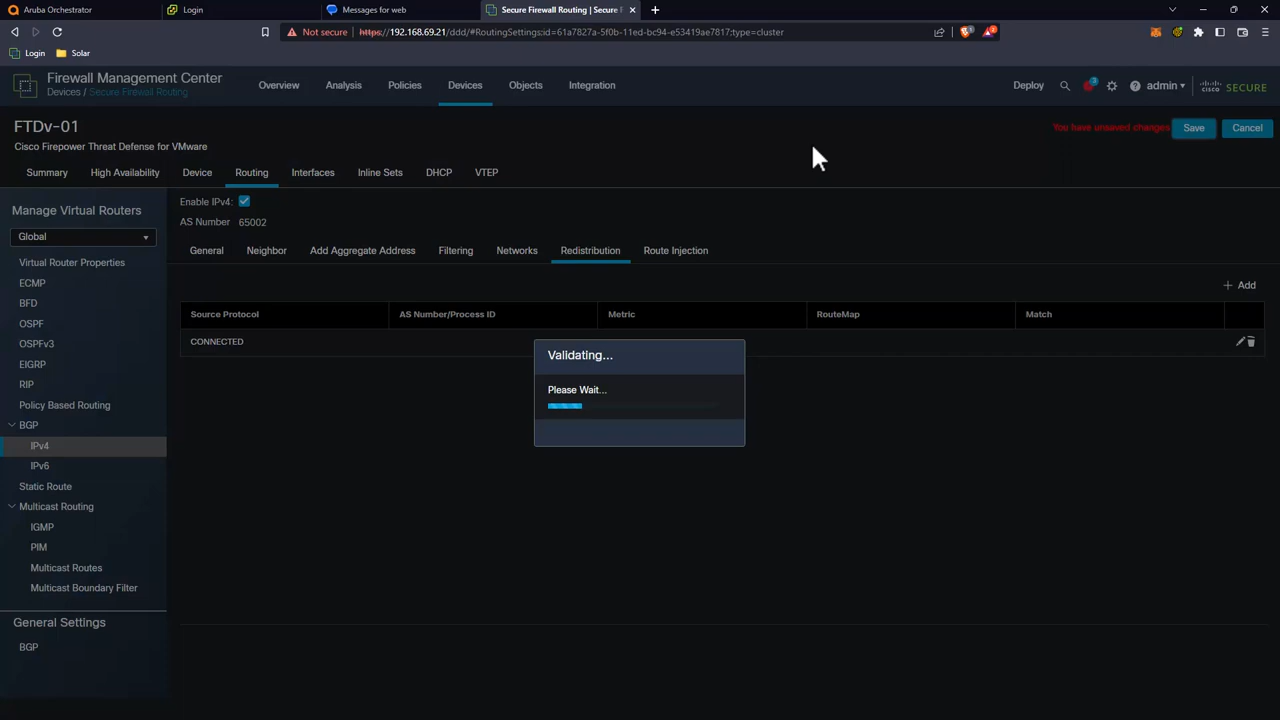 Aruba Orchestrator
Login
Messages for web
Secure Firewall Routing | Secure F
Not secure
https://192.168.69.21/ddd/#RoutingSettings:id=61a7827a-5f0b-11ed-bc94-e53419ae7817:type=cluster
Login
Solar
Firewall Management Center
Devices / Secure Firewall Routing
Overview
Analysis
Policies
Devices
Objects
Integration
Deploy
3
admin
cisco SECURE
FTDv-01
Cisco Firepower Threat Defense for VMware
You have unsaved changes
Save
Cancel
Summary
High Availability
Device
Routing
Interfaces
Inline Sets
DHCP
VTEP
Manage Virtual Routers
Global
Virtual Router Properties
ECMP
BFD
OSPF
OSPFv3
EIGRP
RIP
Policy Based Routing
BGP
IPv4
IPv6
Static Route
Multicast Routing
IGMP
PIM
Multicast Routes
Multicast Boundary Filter
General Settings
BGP
Enable IPv4:
AS Number 65002
General
Neighbor
Add Aggregate Address
Filtering
Networks
Redistribution
Route Injection
+ Add
Source Protocol
AS Number/Process ID
Metric
RouteMap
Match
CONNECTED
Validating...
Please Wait...